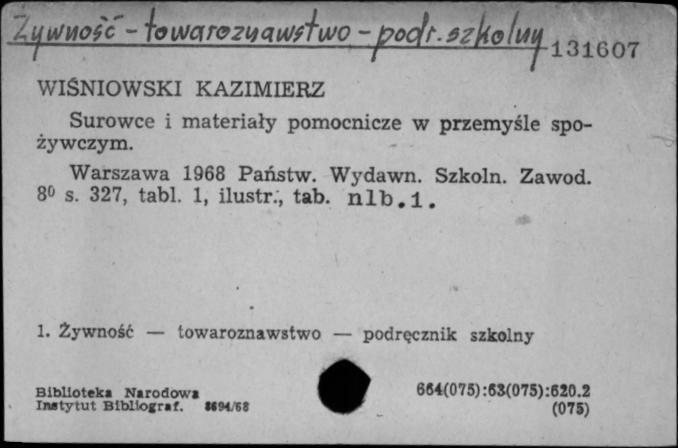 Żywność - towaroznawstwo - podr. szkolny
131607
WIŚNIOWSKI KAZIMIERZ
Surowce i materiały pomocnicze w przemyśle spo-
żywczym.
Warszawa 1968 Państw. Wydawn. Szkoln. Zawod.
8⁰ s. 327, tabl. 1, ilustr., tab. nlb.1.
1. Żywność — towaroznawstwo — podręcznik szkolny
Biblioteka Narodowa
Instytut Bibliograf. 8694/68
664(075):63(075):620.2
(075)